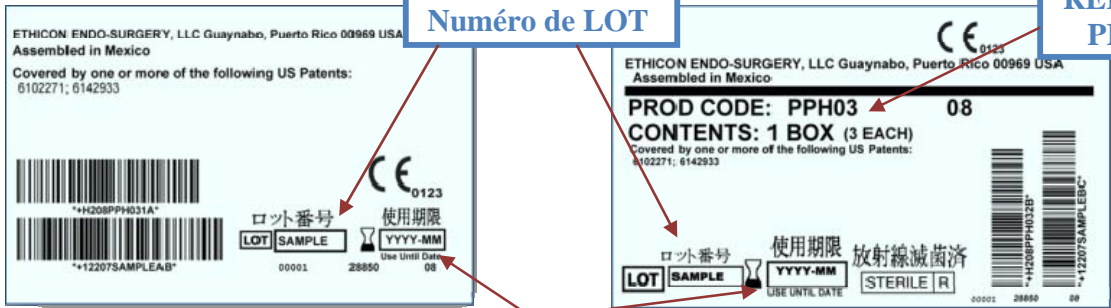 Numéro de LOT
ETHICON ENDO-SURGERY, LLC Guaynabo, Puerto Rico 00969 USA
Assembled in Mexico
Covered by one or more of the following US Patents:
6102271; 6142933
*+H208PPH031A*
*+12207SAMPLEAB*
CE 0123
ロット番号
LOT SAMPLE
00001
使用期限
YYYY-MM
Use Until Date
28850 08
CE 0123
ETHICON ENDO-SURGERY, LLC Guaynabo, Puerto Rico 00969 USA
Assembled in Mexico
PROD CODE: PPH03 08
CONTENTS: 1 BOX (3 EACH)
Covered by one or more of the following US Patents:
6102271; 6142933
ロット番号
LOT SAMPLE
使用期限
YYYY-MM
USE UNTIL DATE
放射線滅菌済
STERILE R
*+H208PPH032B*
*+12207SAMPLEBC*
00001 28850 08